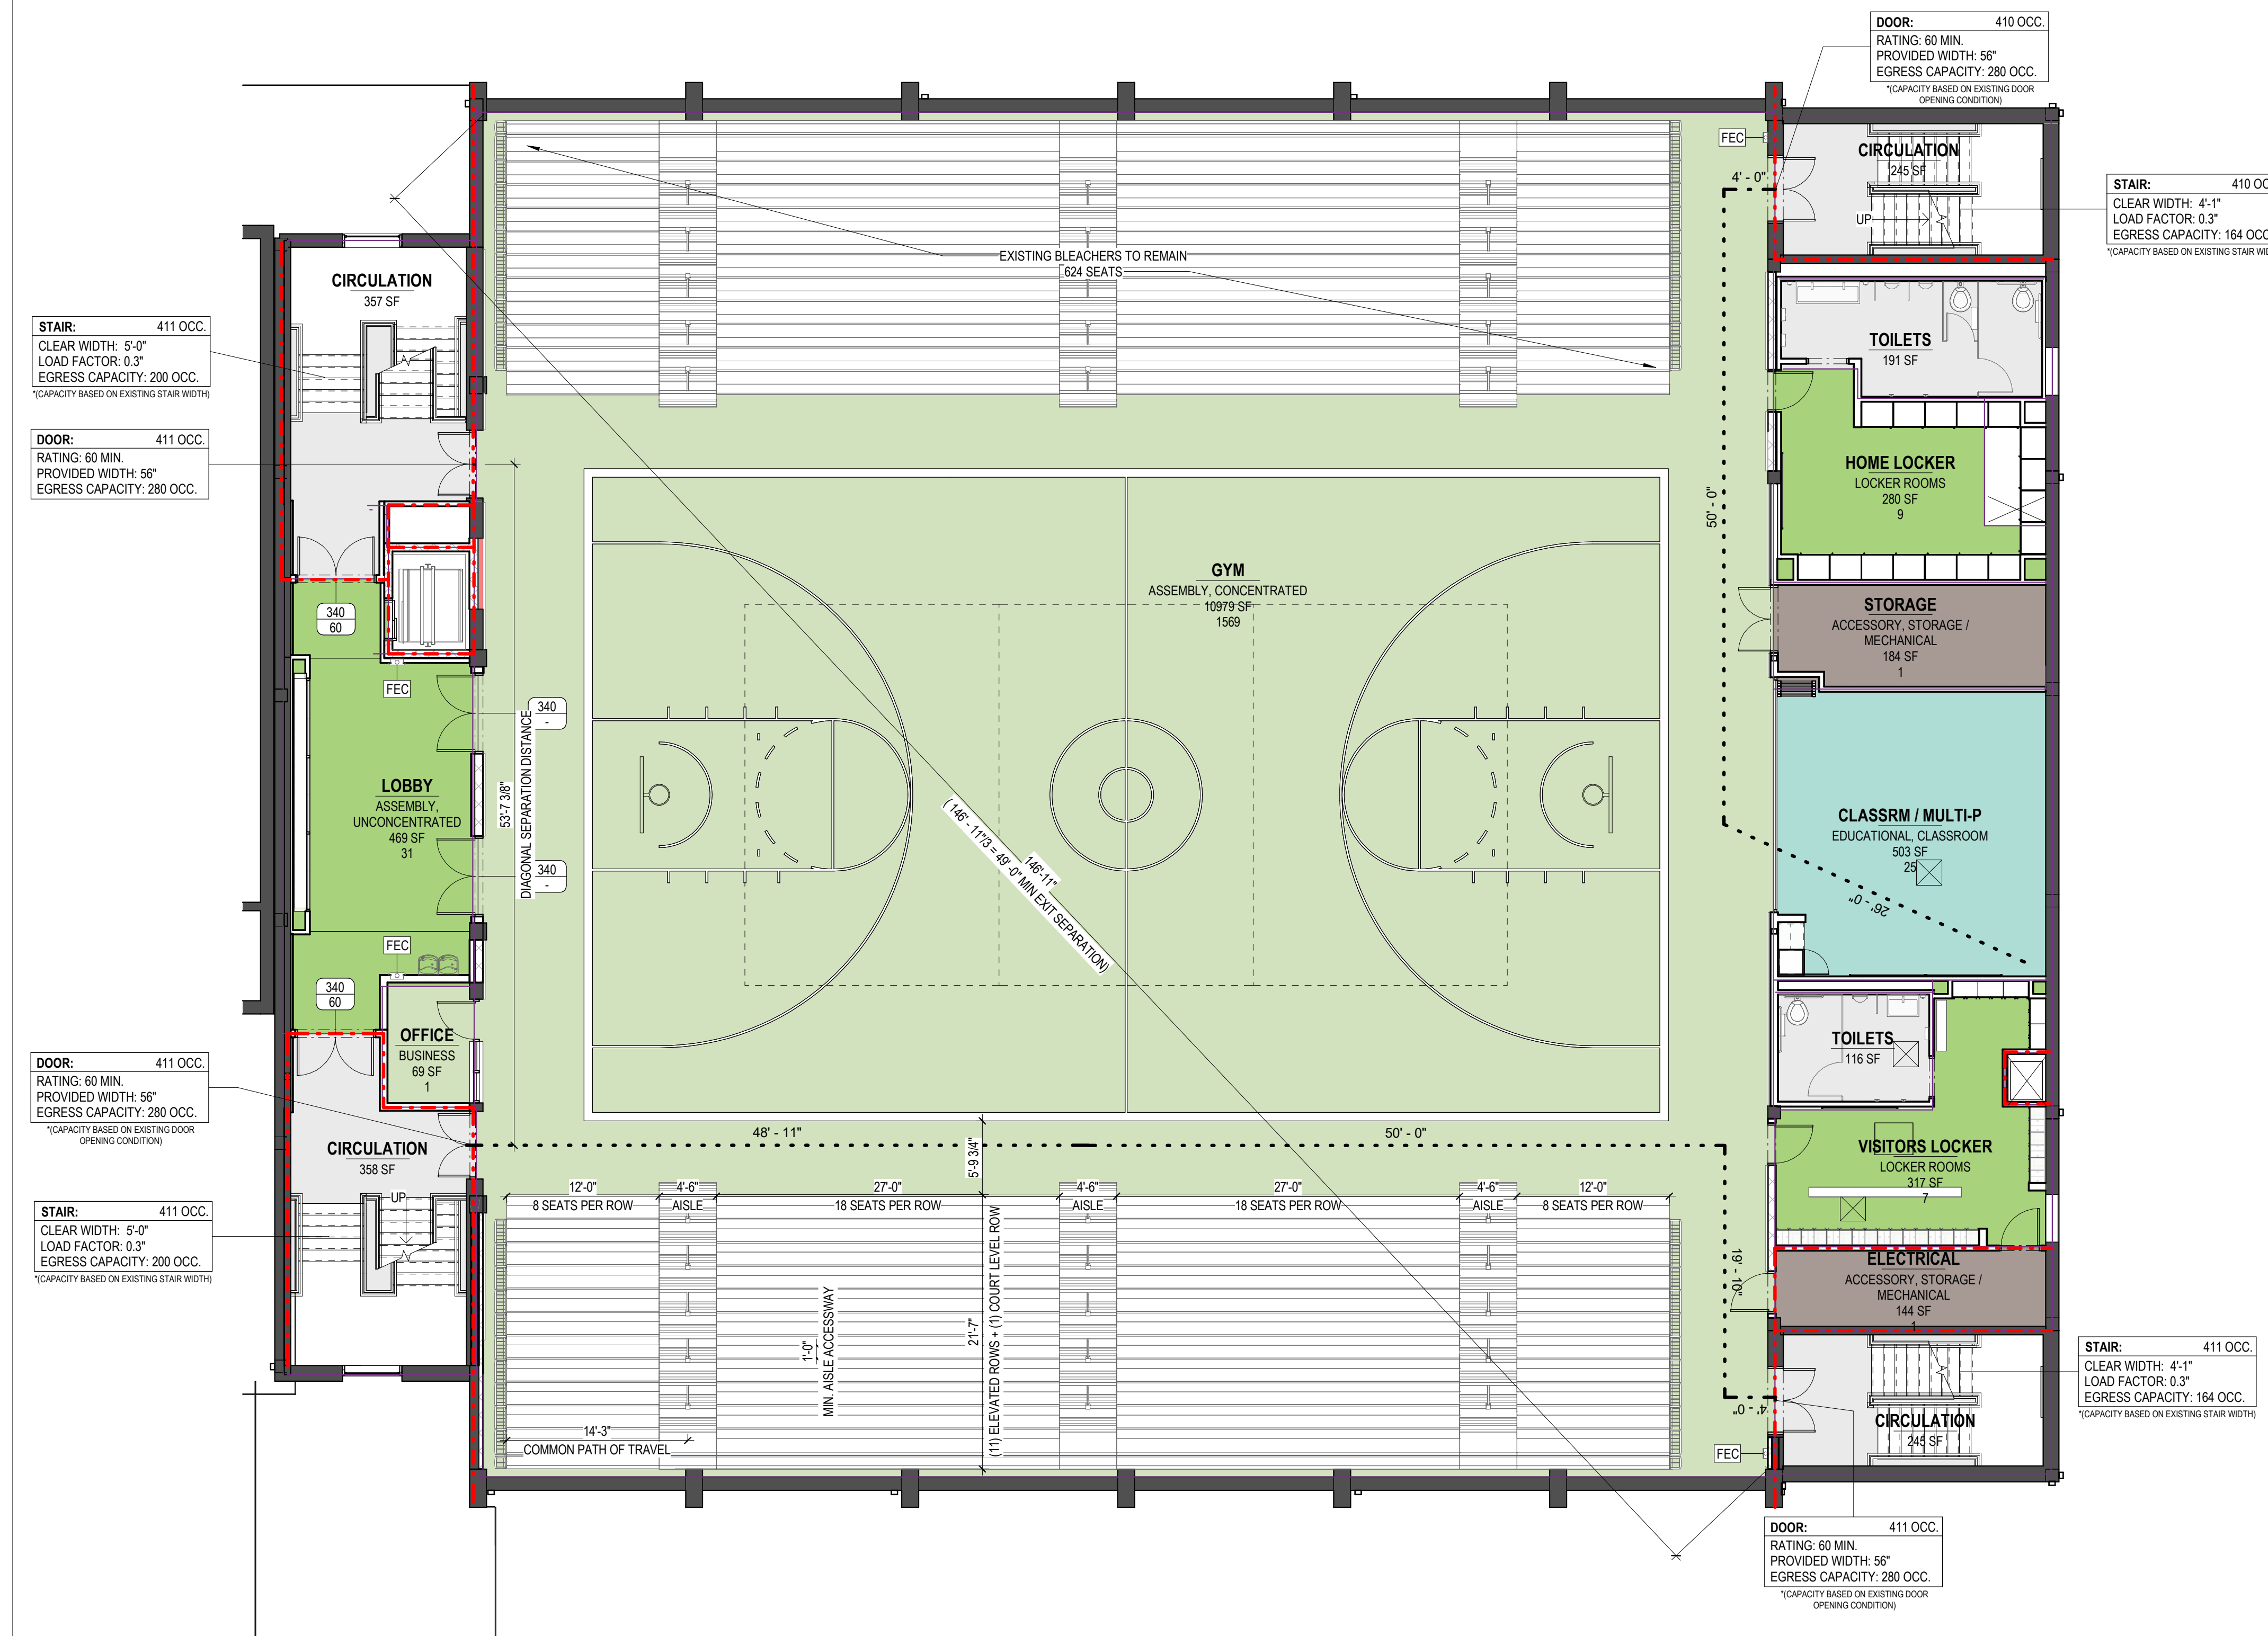 DOOR: 410 OCC.
RATING: 60 MIN.
PROVIDED WIDTH: 56"
EGRESS CAPACITY: 280 OCC.
*(CAPACITY BASED ON EXISTING DOOR
OPENING CONDITION)
FEC
CIRCULATION
245 SF
UP
4' - 0"
STAIR: 410 OC
CLEAR WIDTH: 4'-1"
LOAD FACTOR: 0.3"
EGRESS CAPACITY: 164 OCC
*(CAPACITY BASED ON EXISTING STAIR WI
EXISTING BLEACHERS TO REMAIN
624 SEATS
CIRCULATION
357 SF
STAIR: 411 OCC.
CLEAR WIDTH: 5'-0"
LOAD FACTOR: 0.3"
EGRESS CAPACITY: 200 OCC.
*(CAPACITY BASED ON EXISTING STAIR WIDTH)
DOOR: 411 OCC.
RATING: 60 MIN.
PROVIDED WIDTH: 56"
EGRESS CAPACITY: 280 OCC.
TOILETS
191 SF
HOME LOCKER
LOCKER ROOMS
280 SF
9
50' - 0"
GYM
ASSEMBLY, CONCENTRATED
10979 SF
1569
STORAGE
ACCESSORY, STORAGE /
MECHANICAL
184 SF
1
340
60
FEC
340
-
53'-7 3/8"
DIAGONAL SEPARATION DISTANCE
LOBBY
ASSEMBLY,
UNCONCENTRATED
469 SF
31
340
-
146'-11"
( 146' - 11"/3 = 49' -0" MIN EXIT SEPARATION)
CLASSRM / MULTI-P
EDUCATIONAL, CLASSROOM
503 SF
25
26' - 0"
FEC
340
60
OFFICE
BUSINESS
69 SF
1
TOILETS
116 SF
DOOR: 411 OCC.
RATING: 60 MIN.
PROVIDED WIDTH: 56"
EGRESS CAPACITY: 280 OCC.
*(CAPACITY BASED ON EXISTING DOOR
OPENING CONDITION)
CIRCULATION
358 SF
UP
48' - 11"
50' - 0"
5'-9 3/4"
VISITORS LOCKER
LOCKER ROOMS
317 SF
7
12'-0" 4'-6" 27'-0" 4'-6" 27'-0" 4'-6" 12'-0"
8 SEATS PER ROW AISLE 18 SEATS PER ROW AISLE 18 SEATS PER ROW AISLE 8 SEATS PER ROW
STAIR: 411 OCC.
CLEAR WIDTH: 5'-0"
LOAD FACTOR: 0.3"
EGRESS CAPACITY: 200 OCC.
*(CAPACITY BASED ON EXISTING STAIR WIDTH)
19' - 10"
ELECTRICAL
ACCESSORY, STORAGE /
MECHANICAL
144 SF
1
1'-0"
MIN. AISLE ACCESSWAY
21'-7"
(11) ELEVATED ROWS + (1) COURT LEVEL ROW
STAIR: 411 OCC.
CLEAR WIDTH: 4'-1"
LOAD FACTOR: 0.3"
EGRESS CAPACITY: 164 OCC.
*(CAPACITY BASED ON EXISTING STAIR WIDTH)
4' - 0"
CIRCULATION
245 SF
14'-3"
COMMON PATH OF TRAVEL
FEC
DOOR: 411 OCC.
RATING: 60 MIN.
PROVIDED WIDTH: 56"
EGRESS CAPACITY: 280 OCC.
*(CAPACITY BASED ON EXISTING DOOR
OPENING CONDITION)